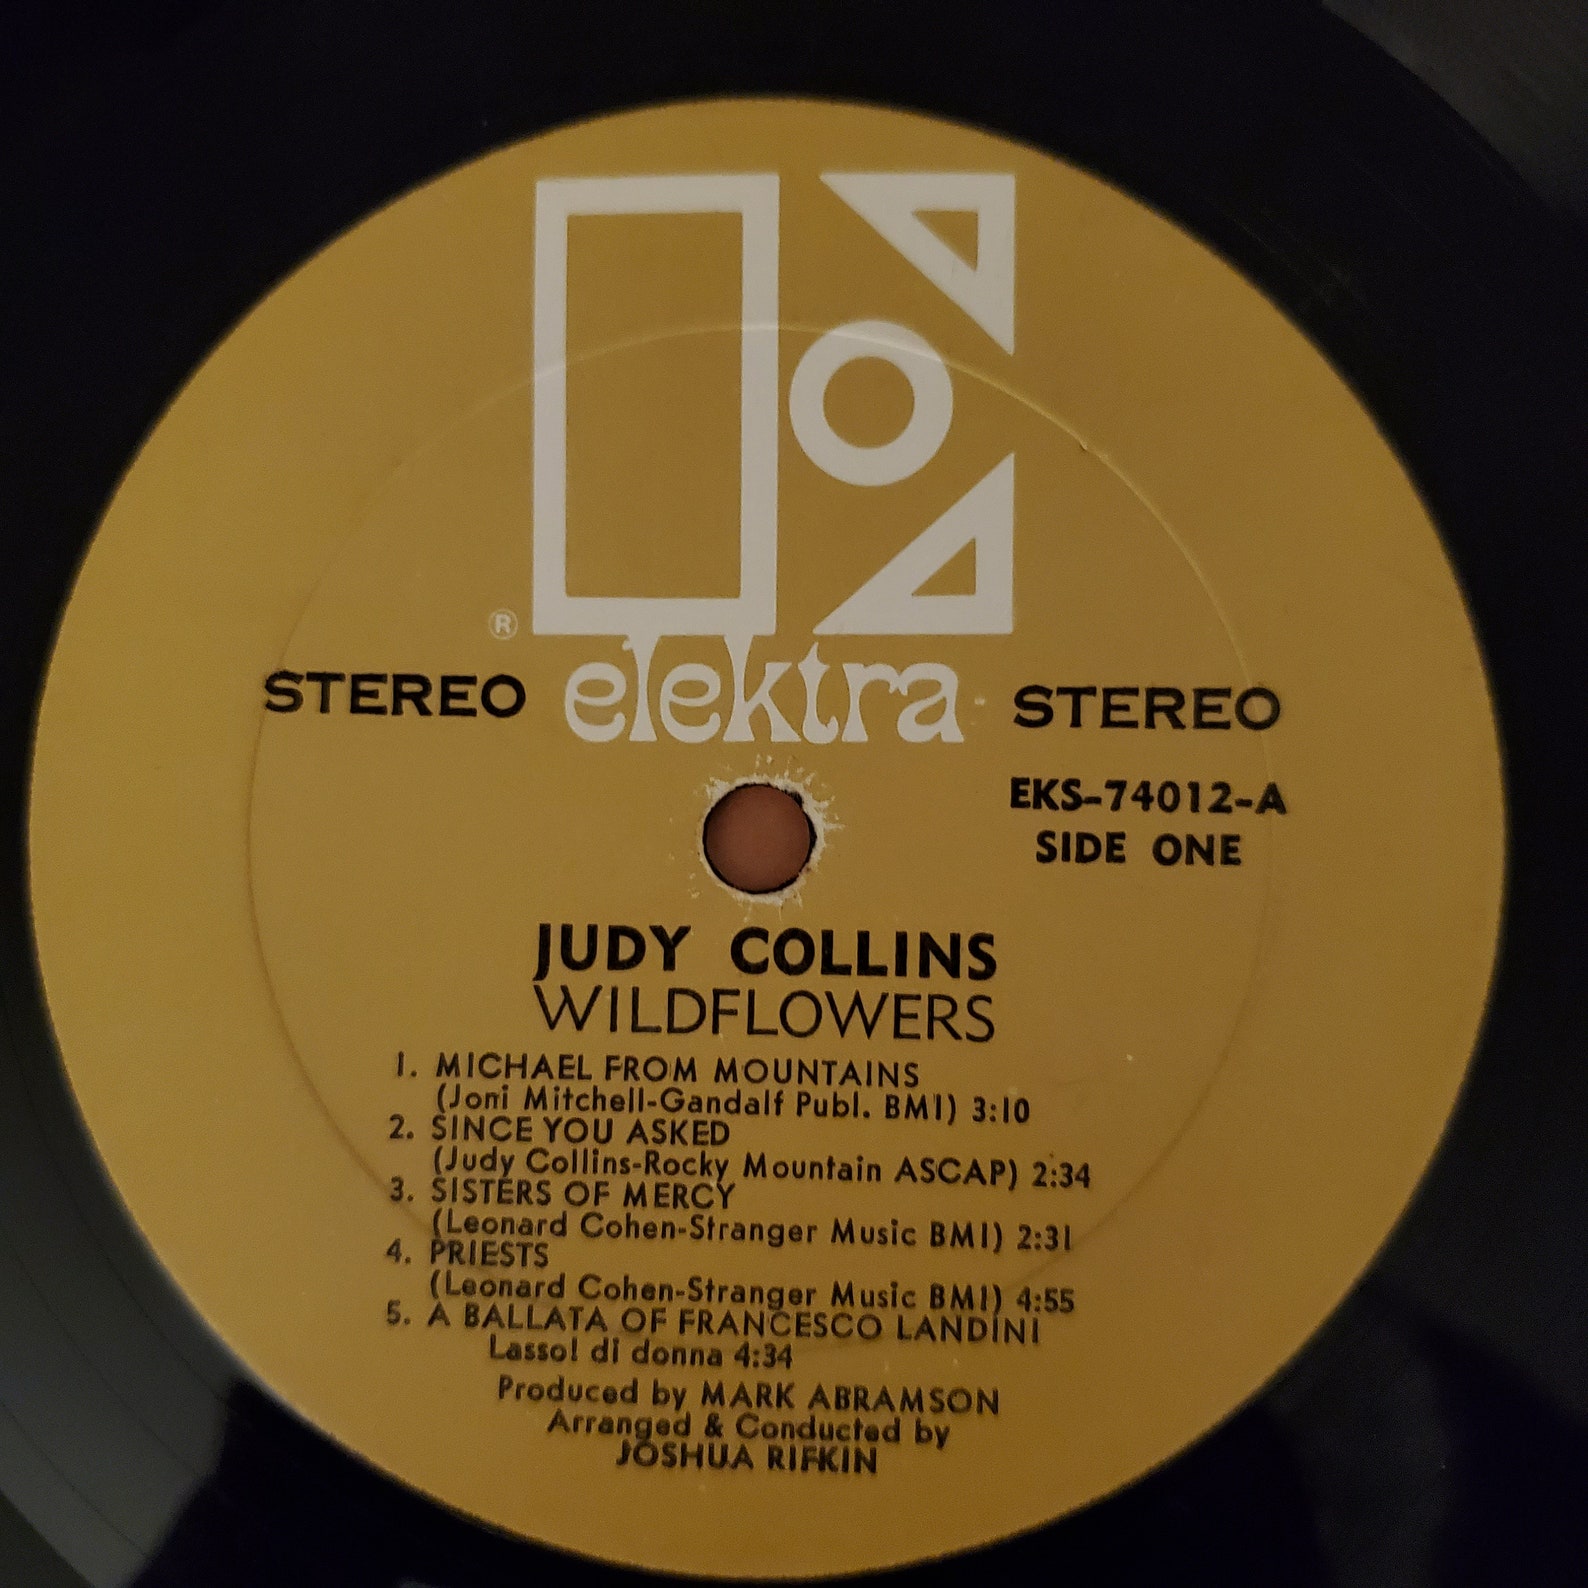 ®
elektra
STEREO STEREO
EKS-74012-A
SIDE ONE
JUDY COLLINS
WILDFLOWERS
1. MICHAEL FROM MOUNTAINS
(Joni Mitchell-Gandalf Publ. BMI) 3:10
2. SINCE YOU ASKED
(Judy Collins-Rocky Mountain ASCAP) 2:34
3. SISTERS OF MERCY
(Leonard Cohen-Stranger Music BMI) 2:31
4. PRIESTS
(Leonard Cohen-Stranger Music BMI) 4:55
5. A BALLATA OF FRANCESCO LANDINI
Lasso! di donna 4:34
Produced by MARK ABRAMSON
Arranged & Conducted by
JOSHUA RIFKIN